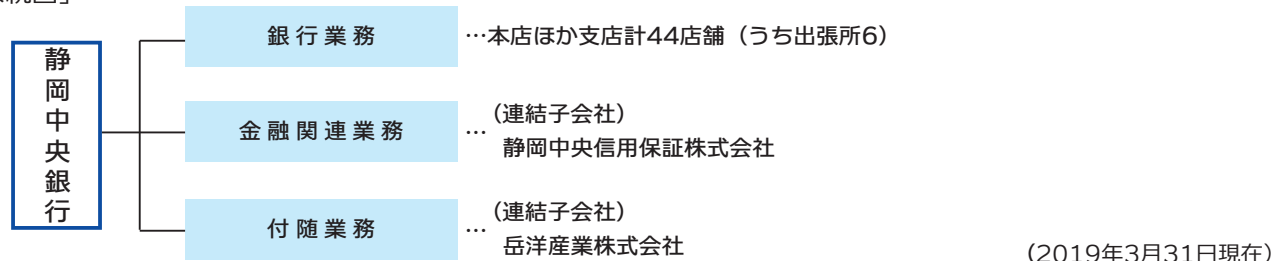 静岡中央銀行
銀行業務 …本店ほか支店計44店舗（うち出張所6）
金融関連業務 …（連結子会社）
静岡中央信用保証株式会社
付随業務 …（連結子会社）
岳洋産業株式会社
（2019年3月31日現在）